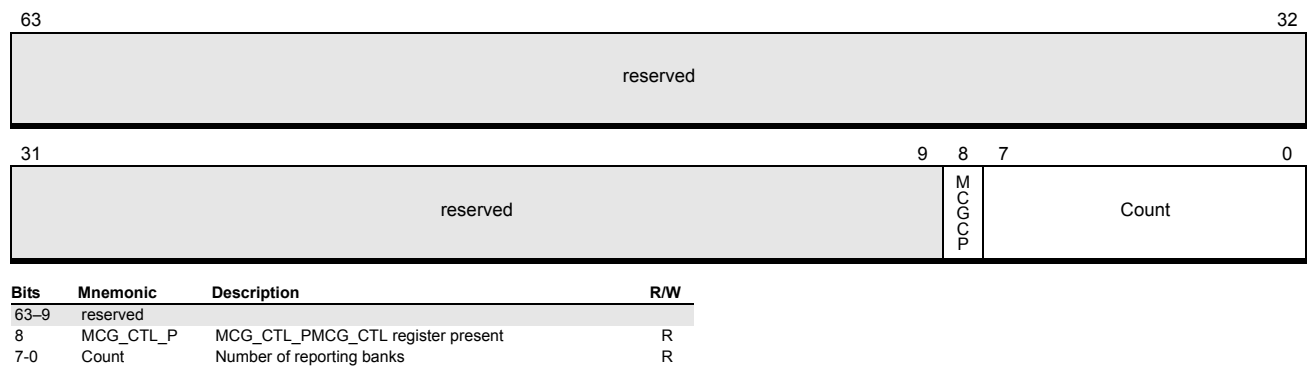 63 32
reserved
31 9 8 7 0
reserved MCGCP Count
Bits Mnemonic Description R/W
63–9 reserved
8 MCG_CTL_P MCG_CTL_PMCG_CTL register present R
7-0 Count Number of reporting banks R